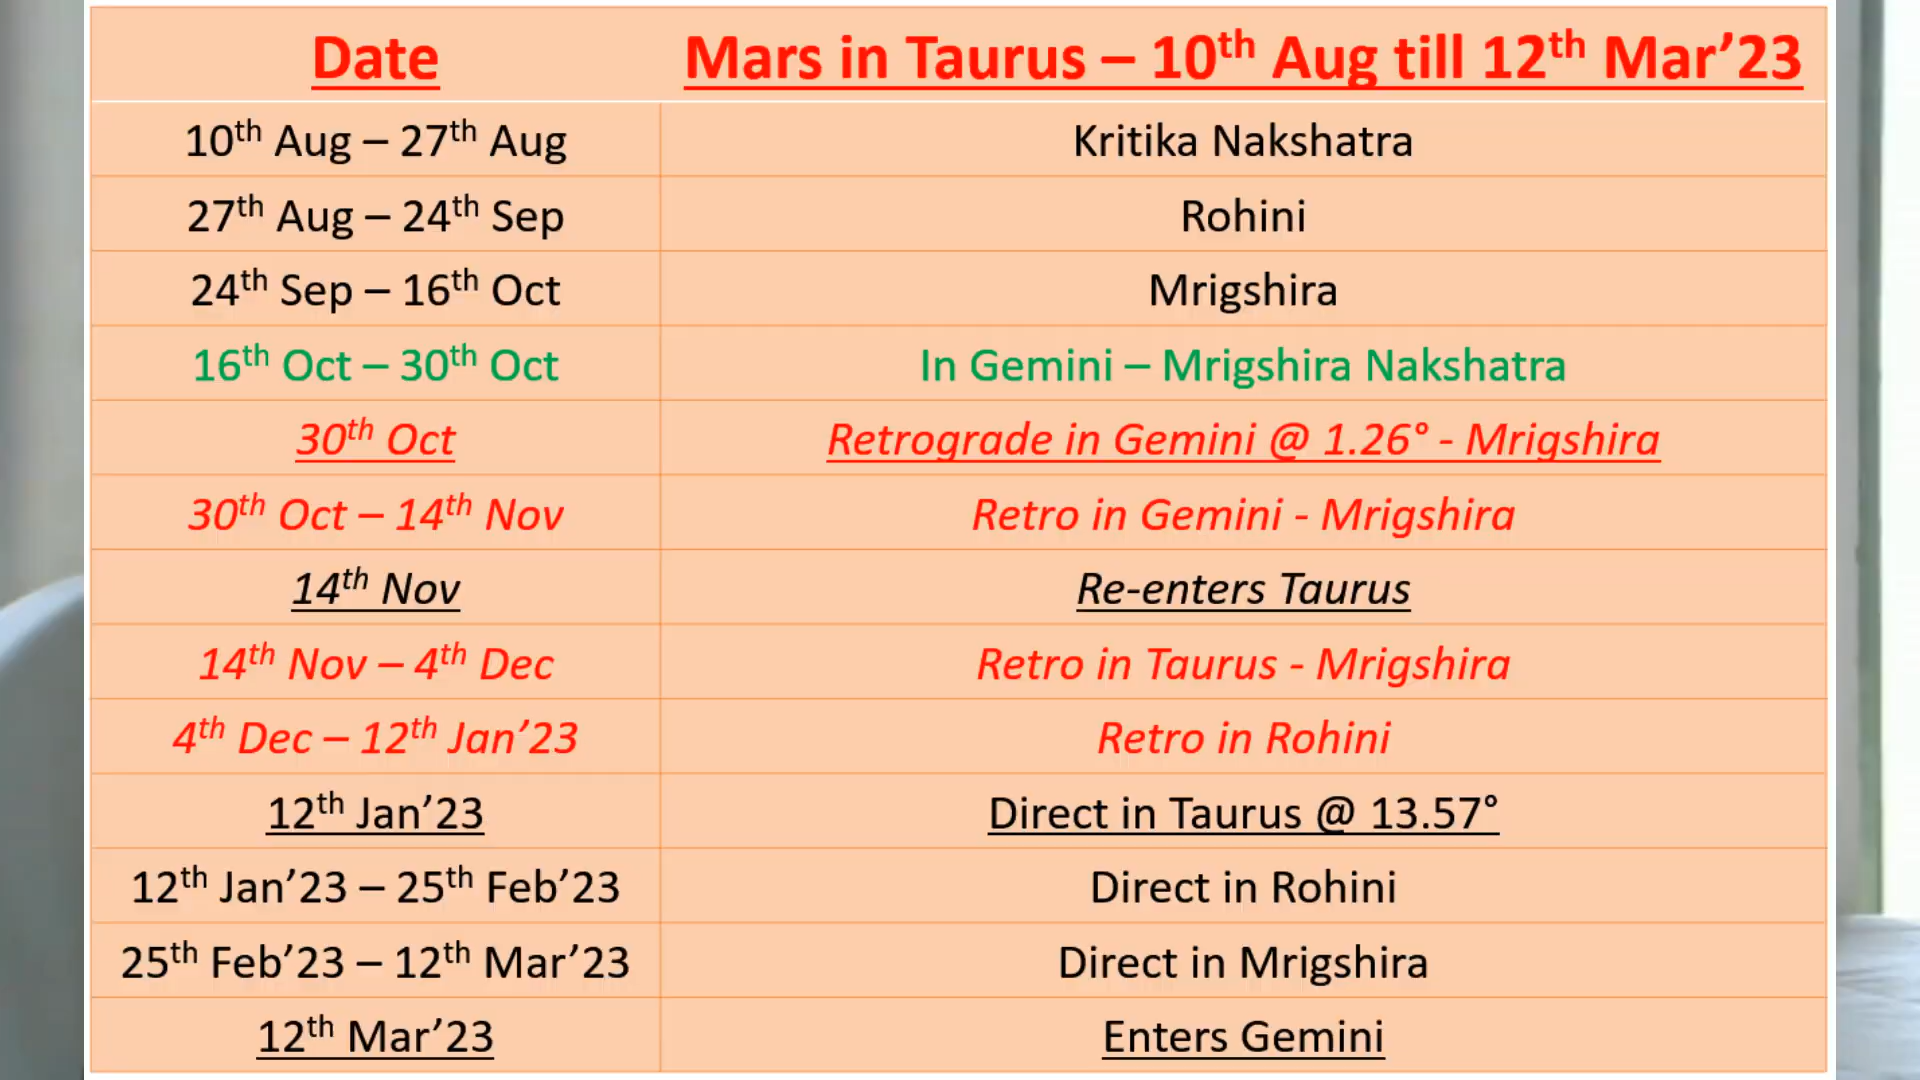 Date Mars in Taurus – 10th Aug till 12th Mar’23
10th Aug – 27th Aug Kritika Nakshatra
27th Aug – 24th Sep Rohini
24th Sep – 16th Oct Mrigshira
16th Oct – 30th Oct In Gemini – Mrigshira Nakshatra
30th Oct Retrograde in Gemini @ 1.26° - Mrigshira
30th Oct – 14th Nov Retro in Gemini - Mrigshira
14th Nov Re-enters Taurus
14th Nov – 4th Dec Retro in Taurus - Mrigshira
4th Dec – 12th Jan’23 Retro in Rohini
12th Jan’23 Direct in Taurus @ 13.57°
12th Jan’23 – 25th Feb’23 Direct in Rohini
25th Feb’23 – 12th Mar’23 Direct in Mrigshira
12th Mar’23 Enters Gemini